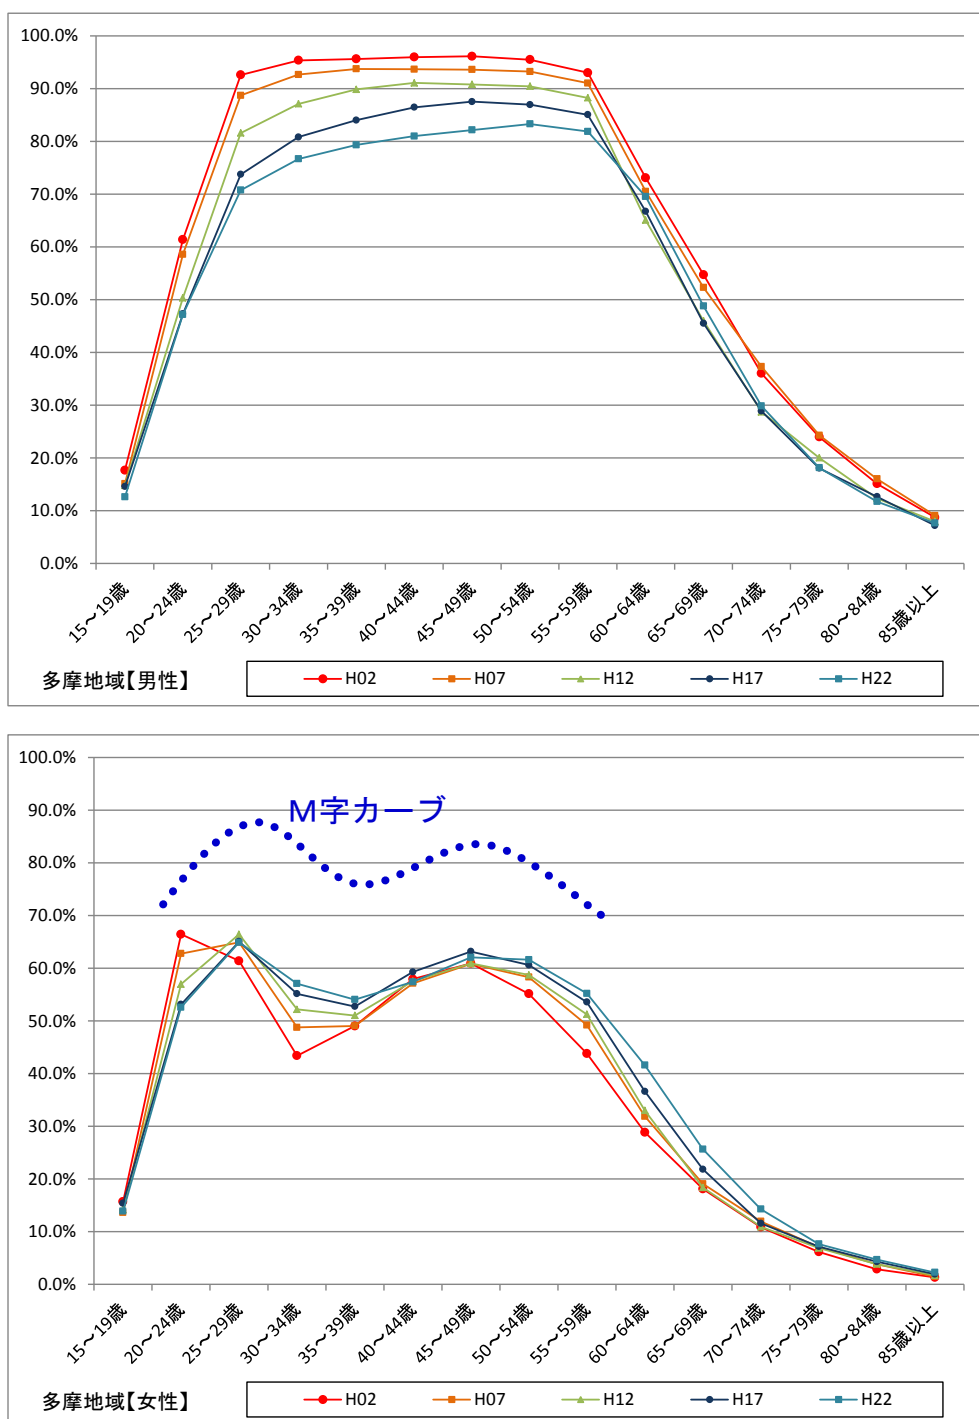 100.0%
90.0%
80.0%
70.0%
60.0%
50.0%
40.0%
30.0%
20.0%
10.0%
0.0%
15～19歳
20～24歳
25～29歳
30～34歳
35～39歳
40～44歳
45～49歳
50～54歳
55～59歳
60～64歳
65～69歳
70～74歳
75～79歳
80～84歳
85歳以上
多摩地域【男性】
H02 H07 H12 H17 H22
100.0%
90.0%
80.0%
70.0%
60.0%
50.0%
40.0%
30.0%
20.0%
10.0%
0.0%
M字カーブ
15～19歳
20～24歳
25～29歳
30～34歳
35～39歳
40～44歳
45～49歳
50～54歳
55～59歳
60～64歳
65～69歳
70～74歳
75～79歳
80～84歳
85歳以上
多摩地域【女性】
H02 H07 H12 H17 H22